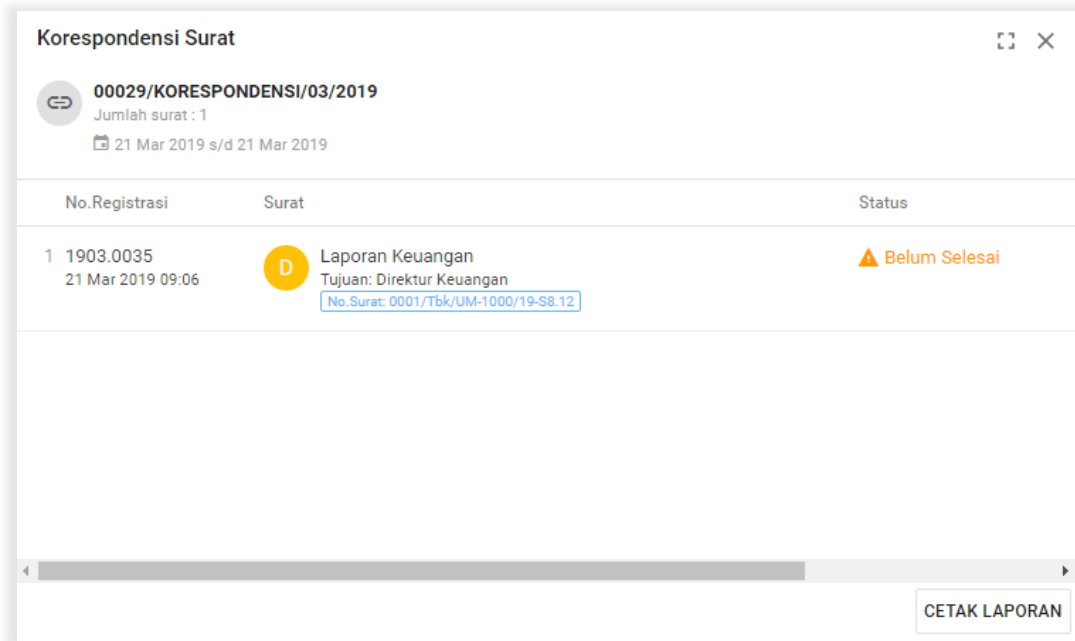 Korespondensi Surat
00029/KORESPONDENSI/03/2019
Jumlah surat : 1
21 Mar 2019 s/d 21 Mar 2019
No.Registrasi Surat Status
1 1903.0035 D Laporan Keuangan Belum Selesai
21 Mar 2019 09:06 Tujuan: Direktur Keuangan
No.Surat: 0001/Tbk/UM-1000/19-S8.12
CETAK LAPORAN